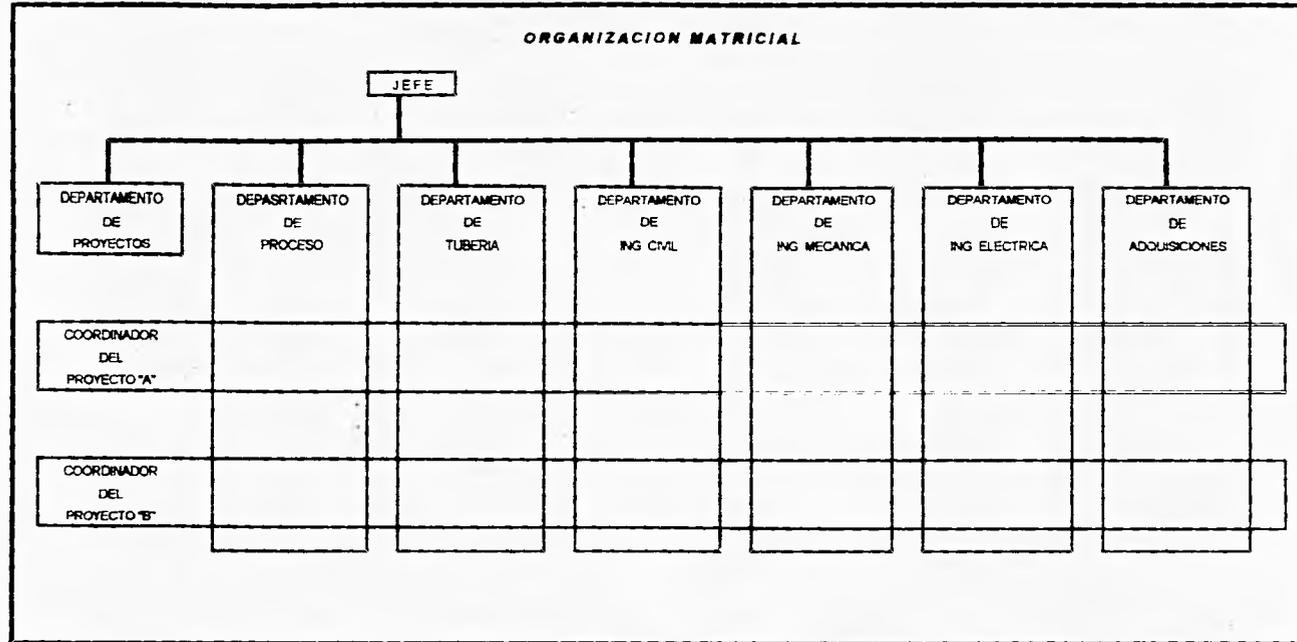 ORGANIZACION MATRICIAL
JEFE
DEPARTAMENTO
DE
PROYECTOS
DEPASRTAMENTO
DE
PROCESO
DEPARTAMENTO
DE
TUBERIA
DEPARTAMENTO
DE
ING CIVIL
DEPARTAMENTO
DE
ING MECANICA
DEPARTAMENTO
DE
ING ELECTRICA
DEPARTAMENTO
DE
ADQUISICIONES
COORDINADOR
DEL
PROYECTO "A"
COORDINADOR
DEL
PROYECTO "B"